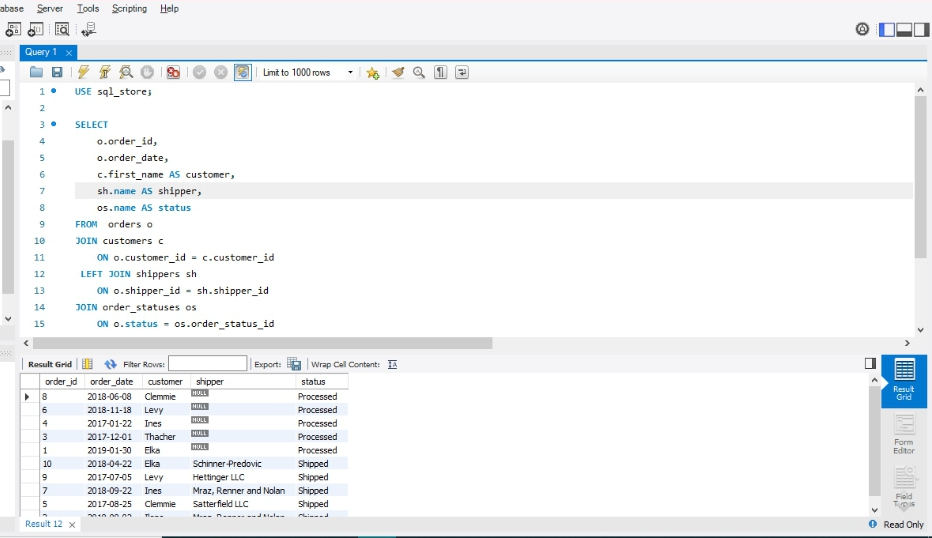 abase Server Tools Scripting Help
Query 1
Limit to 1000 rows
1 USE sql_store;
2
3 SELECT
4 o.order_id,
5 o.order_date,
6 c.first_name AS customer,
7 sh.name AS shipper,
8 os.name AS status
9 FROM orders o
10 JOIN customers c
11 ON o.customer_id = c.customer_id
12 LEFT JOIN shippers sh
13 ON o.shipper_id = sh.shipper_id
14 JOIN order_statuses os
15 ON o.status = os.order_status_id
Result Grid Filter Rows: Export: Wrap Cell Content: IA
order_id order_date customer shipper status
8 2018-06-08 Clemmie NULL Processed
6 2018-11-18 Levy NULL Processed
4 2017-01-22 Ines NULL Processed
3 2017-12-01 Thacher NULL Processed
1 2019-01-30 Elka NULL Processed
10 2018-04-22 Elka Schinner-Predovic Shipped
9 2017-07-05 Levy Hettinger LLC Shipped
7 2018-09-22 Ines Mraz, Renner and Nolan Shipped
5 2017-08-25 Clemmie Satterfield LLC Shipped
Result Grid
Form Editor
Field
Result 12
Read Only